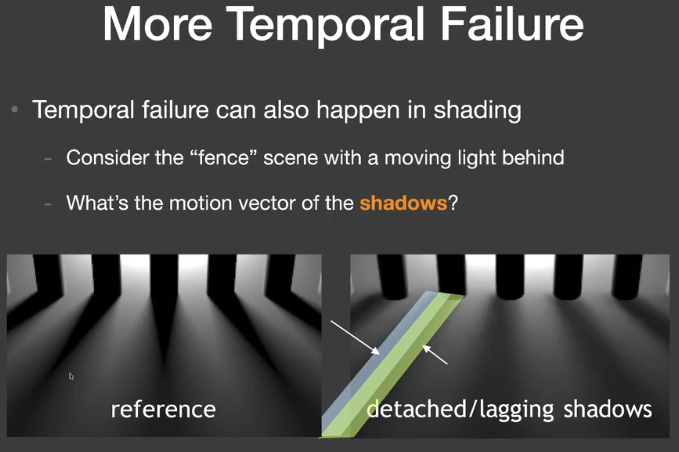 More Temporal Failure
• Temporal failure can also happen in shading
- Consider the “fence” scene with a moving light behind
- What’s the motion vector of the shadows?
reference
detached/lagging shadows